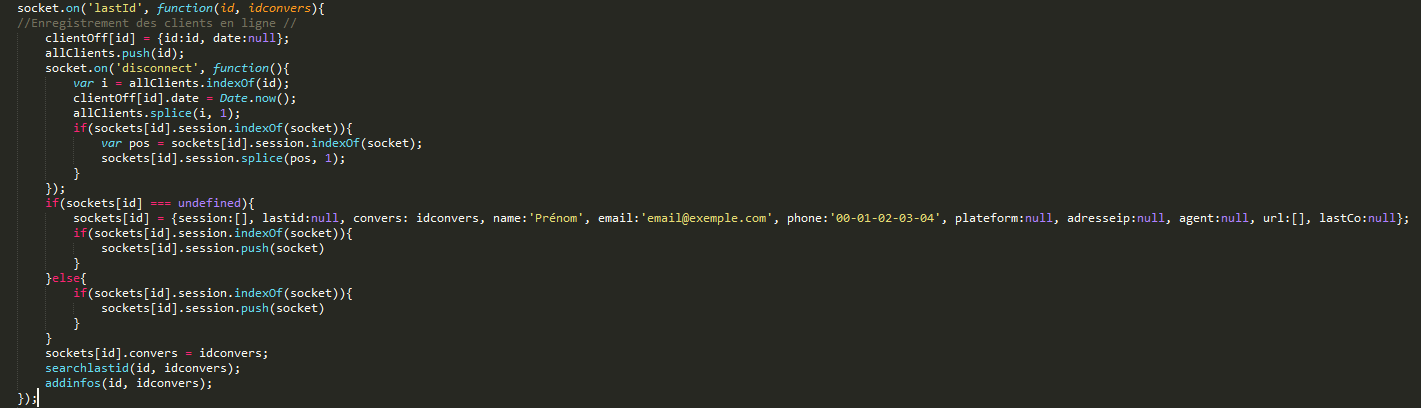 socket.on('lastId', function(id, idconvers){
//Enregistrement des clients en ligne //
clientOff[id] = {id:id, date:null};
allClients.push(id);
socket.on('disconnect', function(){
var i = allClients.indexOf(id);
clientOff[id].date = Date.now();
allClients.splice(i, 1);
if(sockets[id].session.indexOf(socket)){
var pos = sockets[id].session.indexOf(socket);
sockets[id].session.splice(pos, 1);
}
});
if(sockets[id] === undefined){
sockets[id] = {session:[], lastid:null, convers: idconvers, name:'Prénom', email:'email@exemple.com', phone:'00-01-02-03-04', plateform:null, adresseip:null, agent:null, url:[], lastCo:null};
if(sockets[id].session.indexOf(socket)){
sockets[id].session.push(socket)
}
}else{
if(sockets[id].session.indexOf(socket)){
sockets[id].session.push(socket)
}
}
sockets[id].convers = idconvers;
searchlastid(id, idconvers);
addinfos(id, idconvers);
});